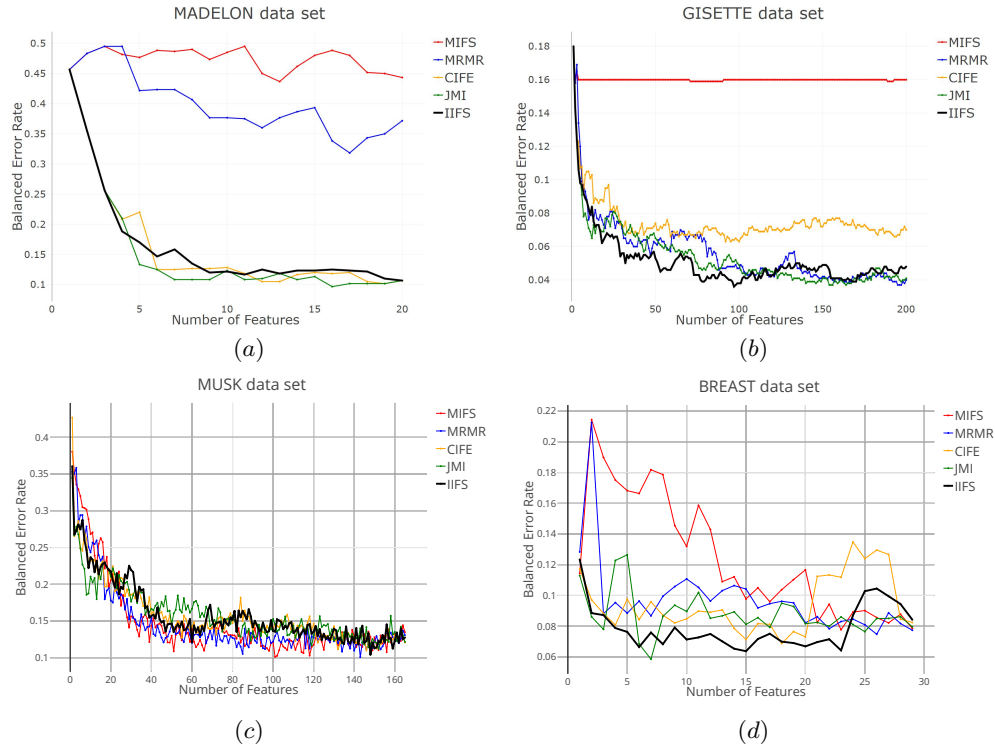 MADELON data set
Balanced Error Rate
0.5
0.45
0.4
0.35
0.3
0.25
0.2
0.15
0.1
0 5 10 15 20
Number of Features
MIFS
MRMR
CIFE
JMI
IIFS
(a)
GISETTE data set
Balanced Error Rate
0.18
0.16
0.14
0.12
0.1
0.08
0.06
0.04
0 50 100 150 200
Number of Features
MIFS
MRMR
CIFE
JMI
IIFS
(b)
MUSK data set
Balanced Error Rate
0.4
0.35
0.3
0.25
0.2
0.15
0.1
0 20 40 60 80 100 120 140 160
Number of Features
MIFS
MRMR
CIFE
JMI
IIFS
(c)
BREAST data set
Balanced Error Rate
0.22
0.2
0.18
0.16
0.14
0.12
0.1
0.08
0.06
0 5 10 15 20 25 30
Number of Features
MIFS
MRMR
CIFE
JMI
IIFS
(d)